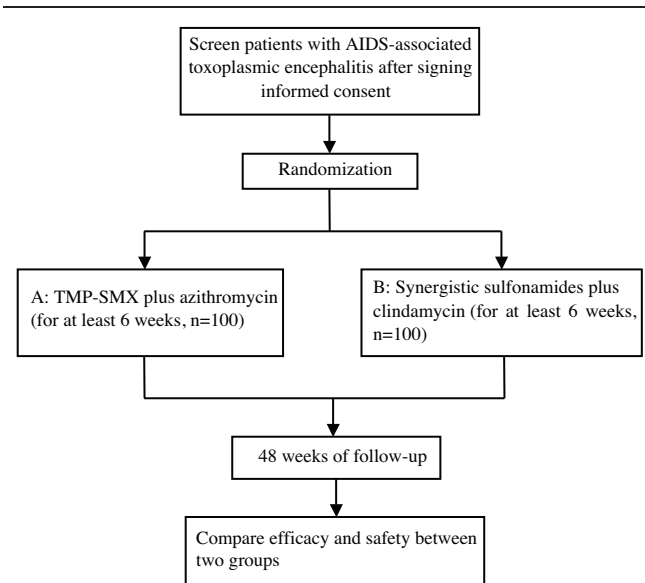 Screen patients with AIDS-associated
toxoplasmic encephalitis after signing
informed consent
Randomization
A: TMP-SMX plus azithromycin
(for at least 6 weeks, n=100)
B: Synergistic sulfonamides plus
clindamycin (for at least 6 weeks,
n=100)
48 weeks of follow-up
Compare efficacy and safety between
two groups